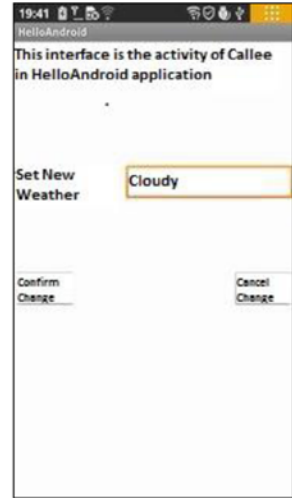 19:41
HelloAndroid
This interface is the activity of Callee
in HelloAndroid application
Set New
Weather
Cloudy
Confirm
Change
Cancel
Change